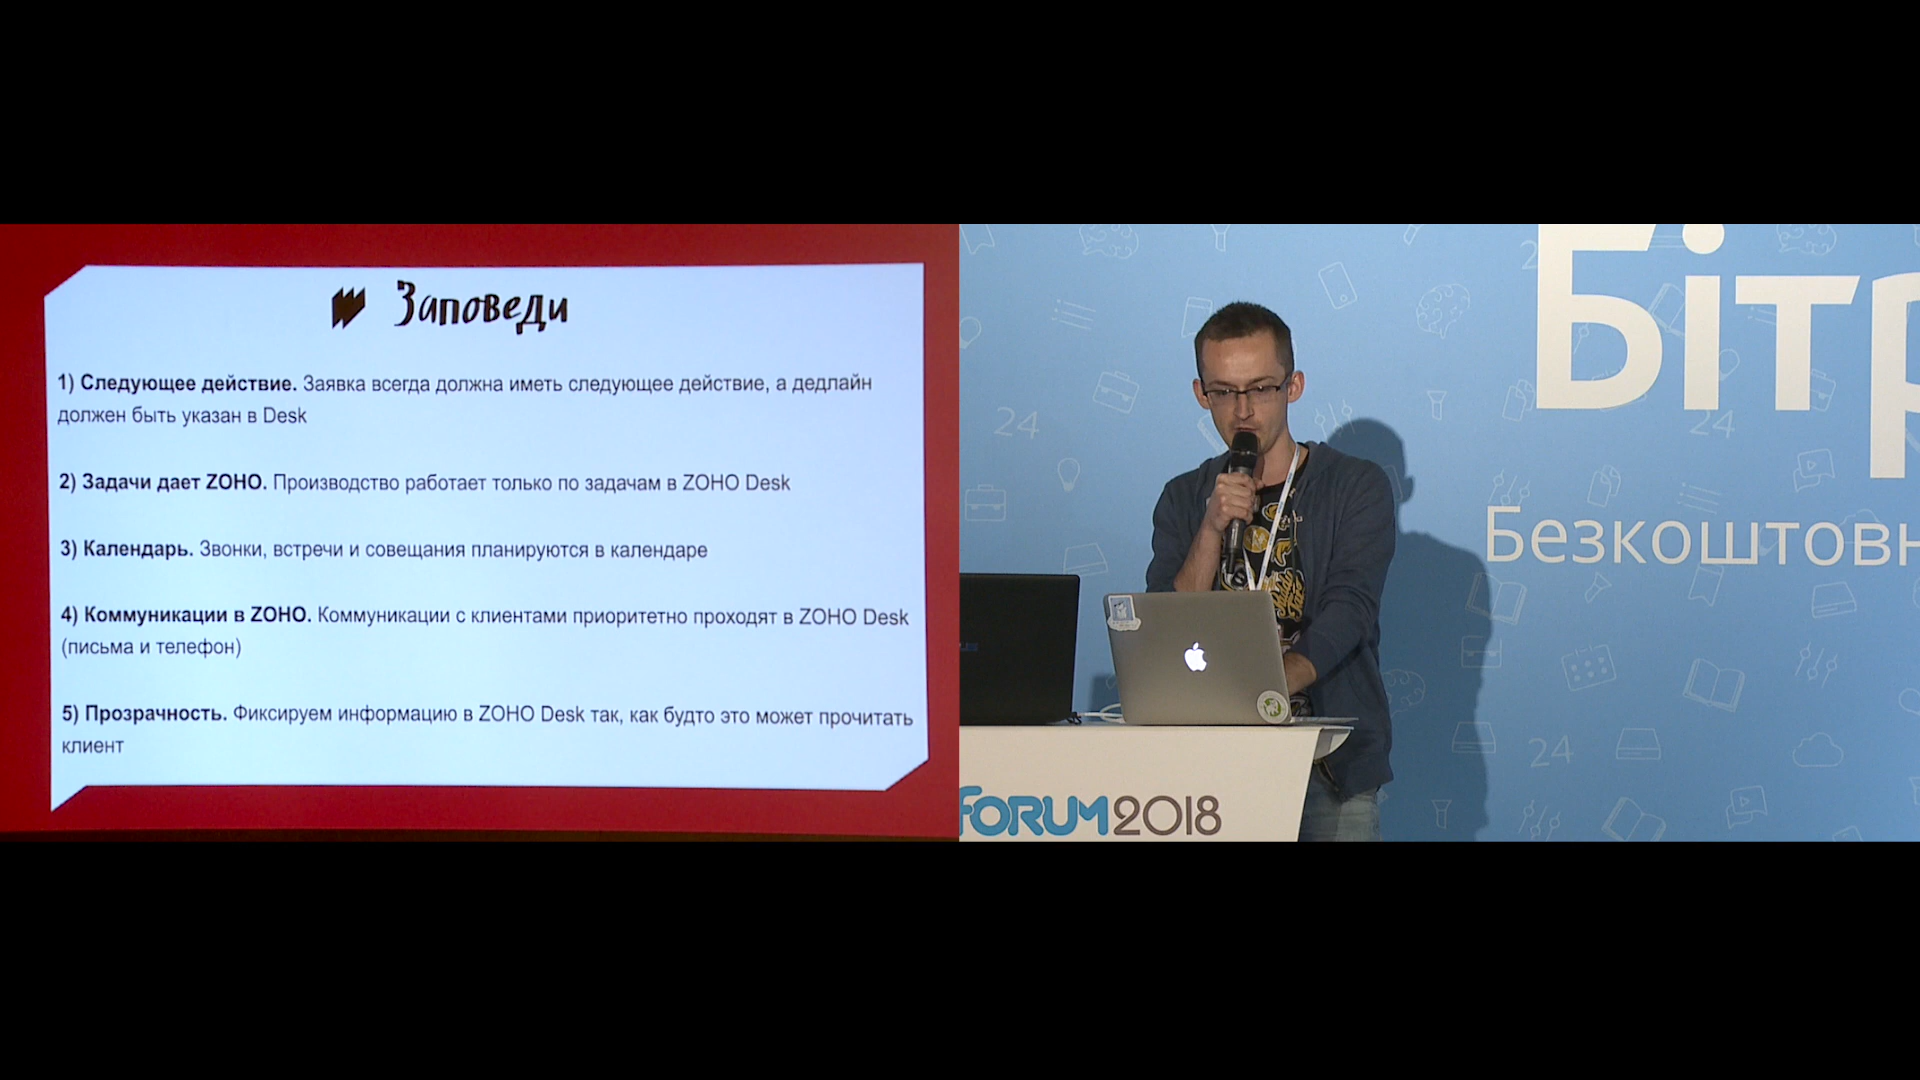 Заповеди
1) Следующее действие. Заявка всегда должна иметь следующее действие, а дедлайн
должен быть указан в Desk
2) Задачи дает ZOHO. Производство работает только по задачам в ZOHO Desk
3) Календарь. Звонки, встречи и совещания планируются в календаре
4) Коммуникации в ZOHO. Коммуникации с клиентами приоритетно проходят в ZOHO Desk
(письма и телефон)
5) Прозрачность. Фиксируем информацию в ZOHO Desk так, как будто это может прочитать
клиент
Бітр
Безкоштовн
24
24
24
FORUM2018